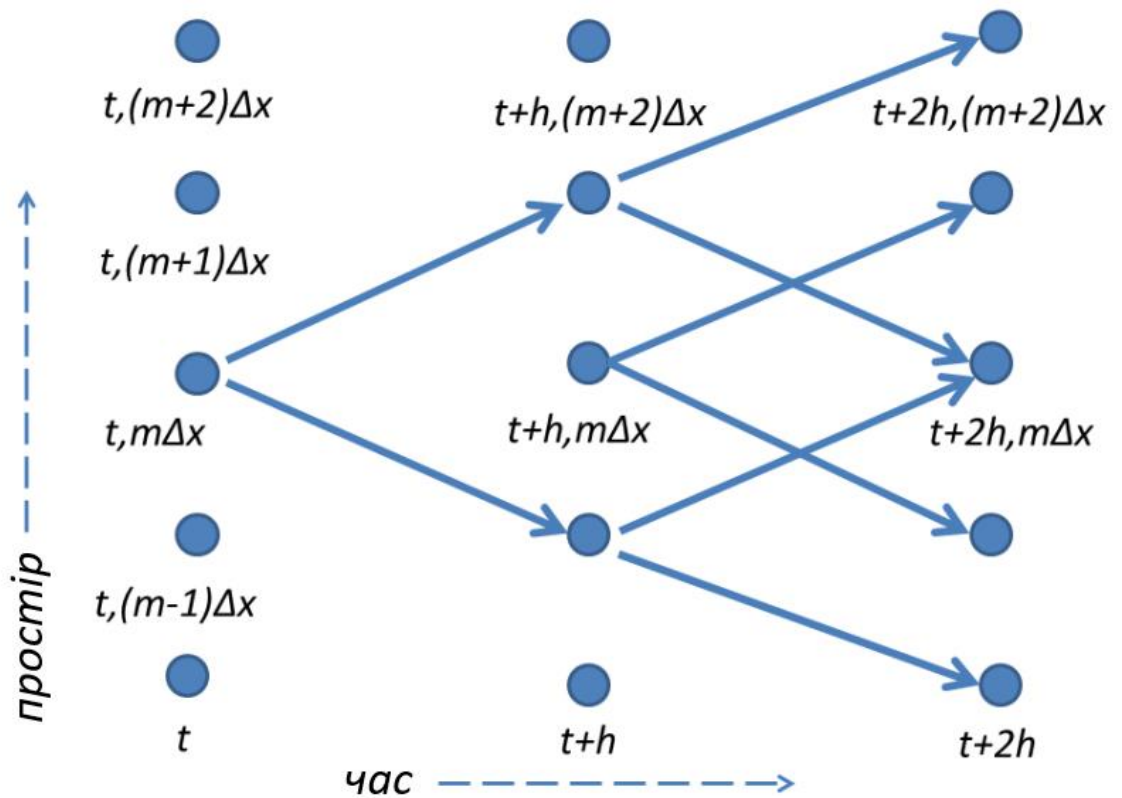 t,(m+2)Δx
t+h,(m+2)Δx
t+2h,(m+2)Δx
t,(m+1)Δx
t,mΔx
t+h,mΔx
t+2h,mΔx
t,(m-1)Δx
простір
t
t+h
t+2h
час